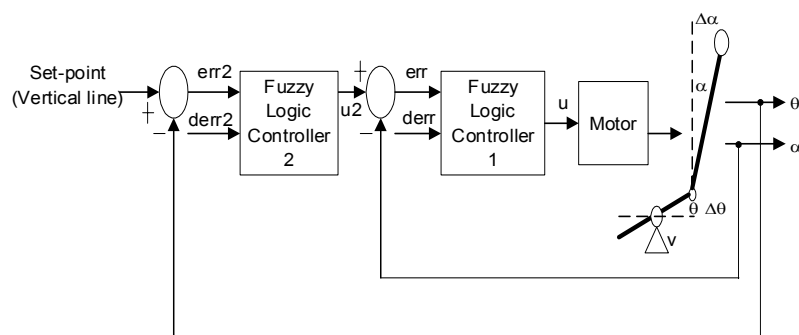 Set-point
(Vertical line)
+
−
err2
derr2
Fuzzy
Logic
Controller
2
+
u2
−
err
derr
Fuzzy
Logic
Controller
1
u
Motor
Δα
α
θ
α
θ Δθ
v